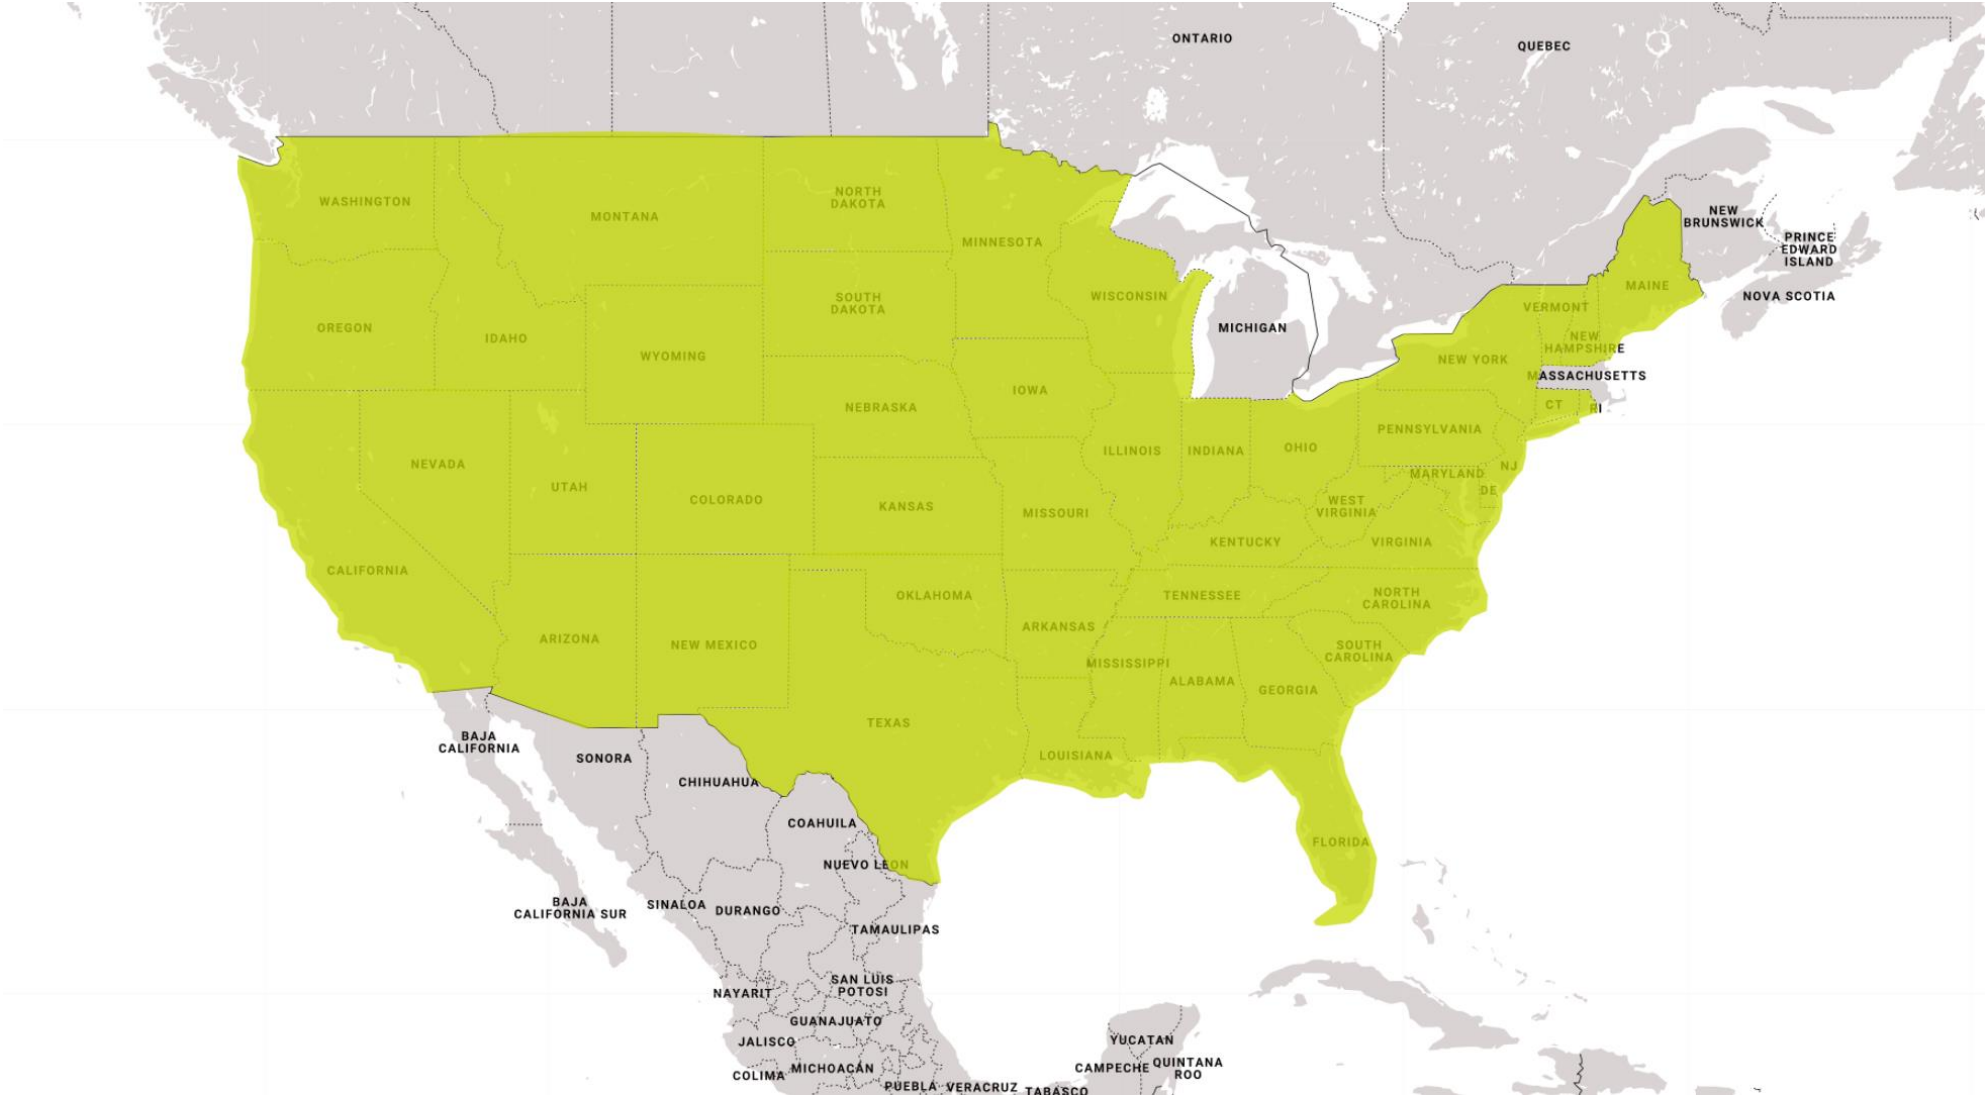 ONTARIO
QUEBEC
WASHINGTON
MONTANA
NORTH
DAKOTA
MINNESOTA
NEW
BRUNSWICK
PRINCE
EDWARD
ISLAND
NOVA SCOTIA
MAINE
VERMONT
NEW
HAMPSHIRE
OREGON
IDAHO
WYOMING
SOUTH
DAKOTA
WISCONSIN
MICHIGAN
NEW YORK
MASSACHUSETTS
CT
RI
NEBRASKA
IOWA
NEVADA
UTAH
COLORADO
KANSAS
MISSOURI
ILLINOIS
INDIANA
OHIO
PENNSYLVANIA
NJ
MARYLAND
DE
WEST
VIRGINIA
VIRGINIA
KENTUCKY
CALIFORNIA
ARIZONA
NEW MEXICO
OKLAHOMA
ARKANSAS
TENNESSEE
NORTH
CAROLINA
SOUTH
CAROLINA
MISSISSIPPI
ALABAMA
GEORGIA
TEXAS
LOUISIANA
FLORIDA
BAJA
CALIFORNIA
SONORA
CHIHUAHUA
COAHUILA
NUEVO LEON
BAJA
CALIFORNIA SUR
SINALOA
DURANGO
TAMAULIPAS
SAN LUIS
POTOSI
NAYARIT
GUANAJUATO
JALISCO
COLIMA
MICHOACÁN
PUEBLA
VERACRUZ
TABASCO
YUCATAN
CAMPECHE
QUINTANA
ROO